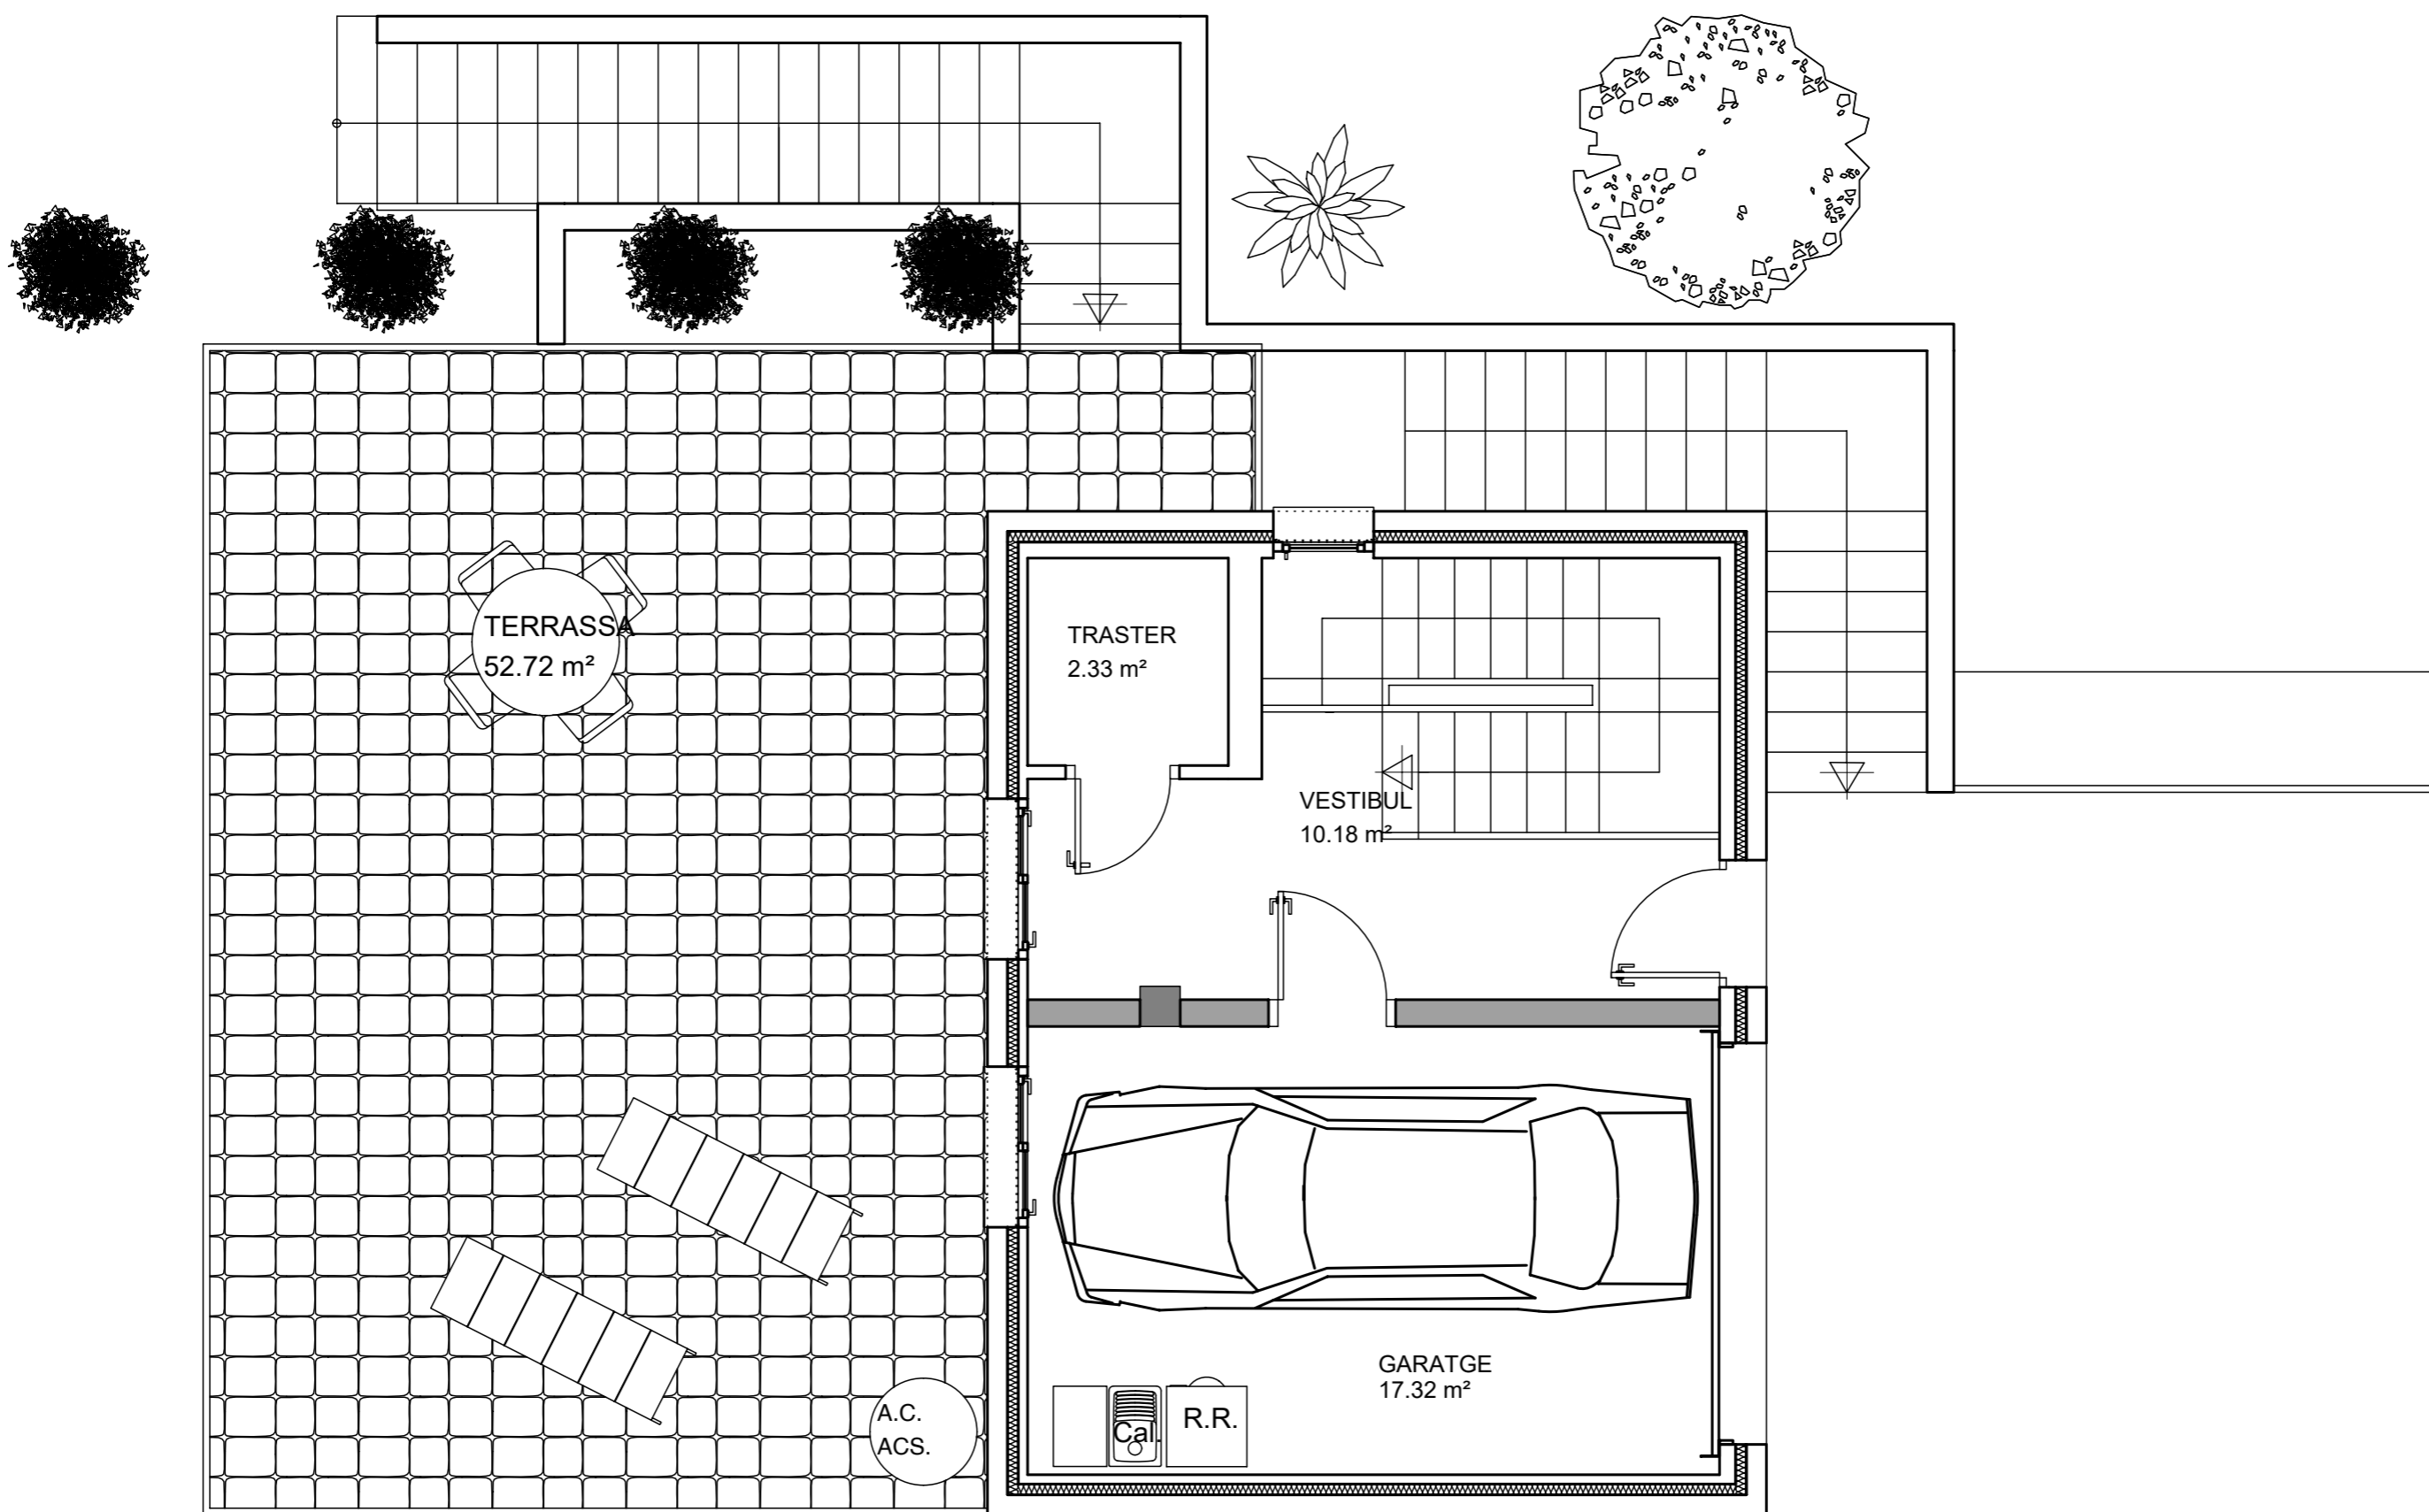 TERRASSA
52.72 m²
TRASTER
2.33 m²
VESTIBUL
10.18 m²
GARATGE
17.32 m²
A.C.
ACS.
Cal.
R.R.